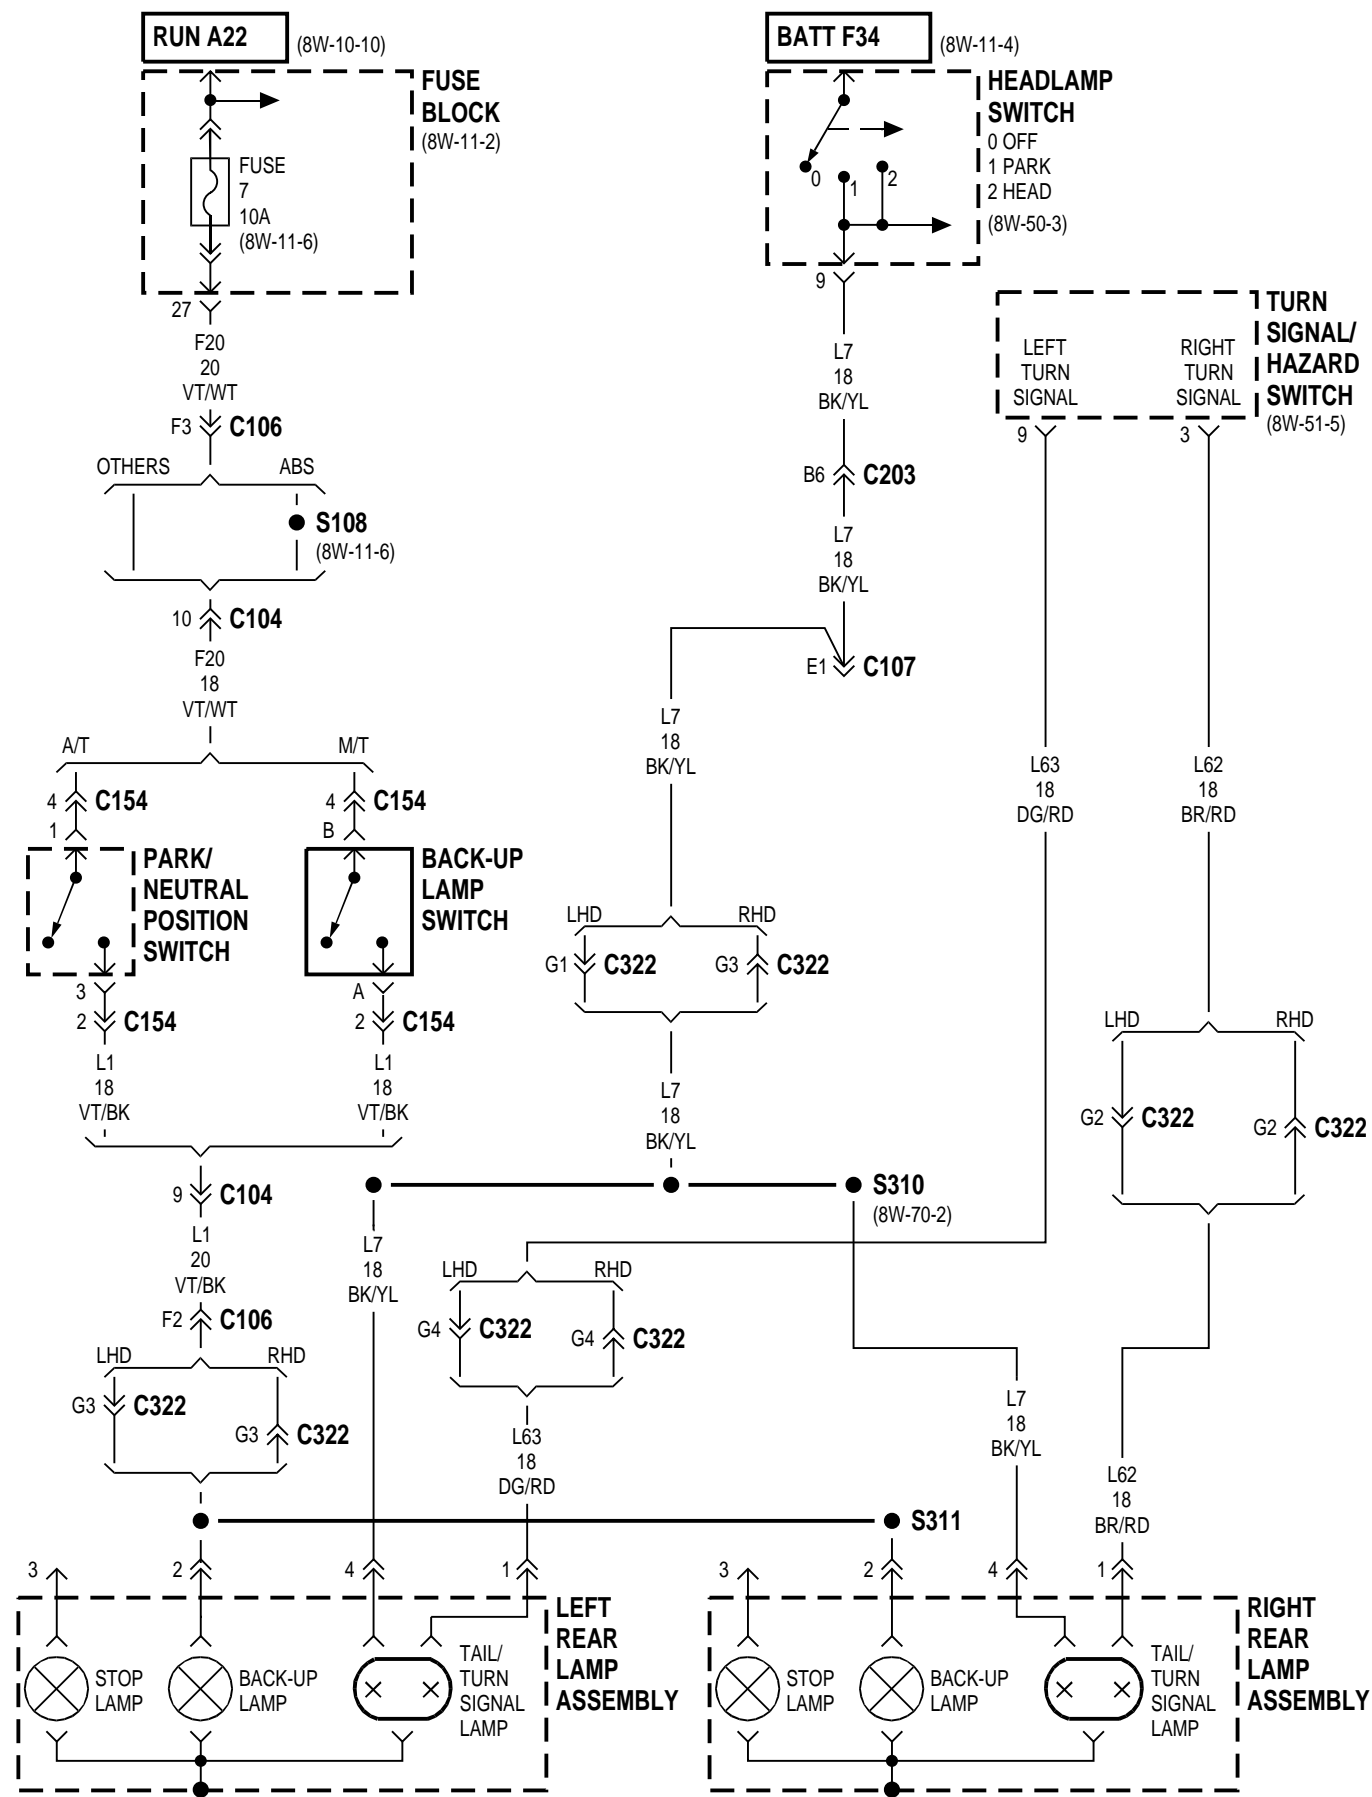 RUN A22
(8W-10-10)
FUSE
BLOCK
(8W-11-2)
FUSE
7
10A
(8W-11-6)
27
F20
20
VT/WT
F3
C106
OTHERS
ABS
S108
(8W-11-6)
10
C104
F20
18
VT/WT
A/T
M/T
4
C154
1
4
C154
B
PARK/
NEUTRAL
POSITION
SWITCH
BACK-UP
LAMP
SWITCH
3
2
C154
A
2
C154
L1
18
VT/BK
L1
18
VT/BK
9
C104
L1
20
VT/BK
F2
C106
LHD
RHD
G3
C322
G3
C322
BATT F34
(8W-11-4)
HEADLAMP
SWITCH
0 OFF
1 PARK
2 HEAD
(8W-50-3)
0
1
2
9
L7
18
BK/YL
B6
C203
L7
18
BK/YL
E1
C107
L7
18
BK/YL
LHD
RHD
G1
C322
G3
C322
L7
18
BK/YL
S310
(8W-70-2)
L7
18
BK/YL
TURN
SIGNAL/
HAZARD
SWITCH
(8W-51-5)
LEFT
TURN
SIGNAL
RIGHT
TURN
SIGNAL
9
3
L63
18
DG/RD
L62
18
BR/RD
LHD
RHD
G2
C322
G2
C322
LHD
RHD
G4
C322
G4
C322
L63
18
DG/RD
L7
18
BK/YL
L62
18
BR/RD
S311
3
2
4
1
LEFT
REAR
LAMP
ASSEMBLY
STOP
LAMP
BACK-UP
LAMP
TAIL/
TURN
SIGNAL
LAMP
3
2
4
1
RIGHT
REAR
LAMP
ASSEMBLY
STOP
LAMP
BACK-UP
LAMP
TAIL/
TURN
SIGNAL
LAMP